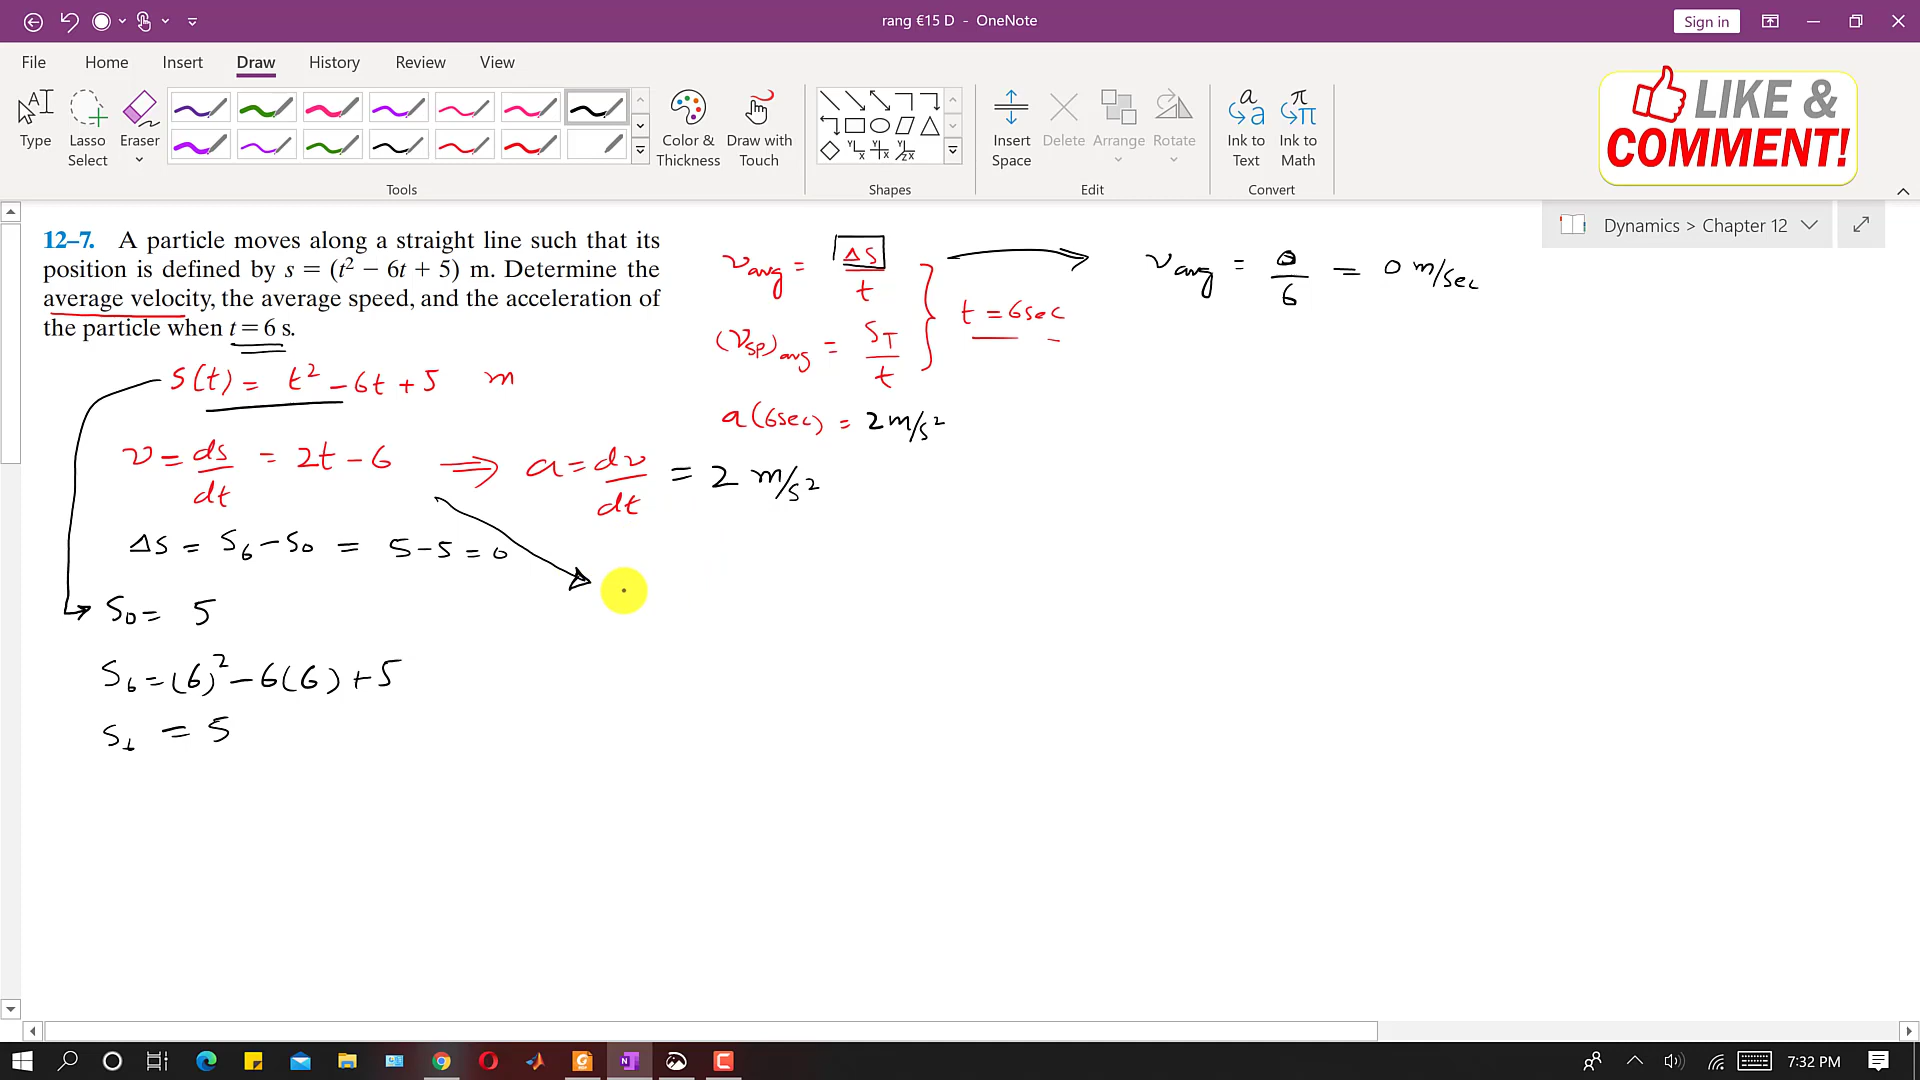 rang €15 D - OneNote
Sign in
File Home Insert Draw History Review View
Type
Lasso Select
Eraser
Color & Thickness
Draw with Touch
Insert Space
Delete
Arrange
Rotate
Ink to Text
Ink to Math
Tools
Shapes
Edit
Convert
LIKE &
COMMENT!
Dynamics > Chapter 12
12–7. A particle moves along a straight line such that its
position is defined by s = (t² − 6t + 5) m. Determine the
average velocity, the average speed, and the acceleration of
the particle when t = 6 s.
s(t) = t² - 6t + 5 m
v = ds/dt = 2t - 6 ⟹ a = dv/dt = 2 m/s²
Δs = S₆ - S₀ = 5 - 5 = 0
S₀ = 5
S₆ = (6)² - 6(6) + 5
S₆ = 5
v avg = Δs/t
(v sp) avg = S_T/t
t = 6sec
a(6sec) = 2 m/s²
v avg = 0/6 = 0 m/sec
7:32 PM